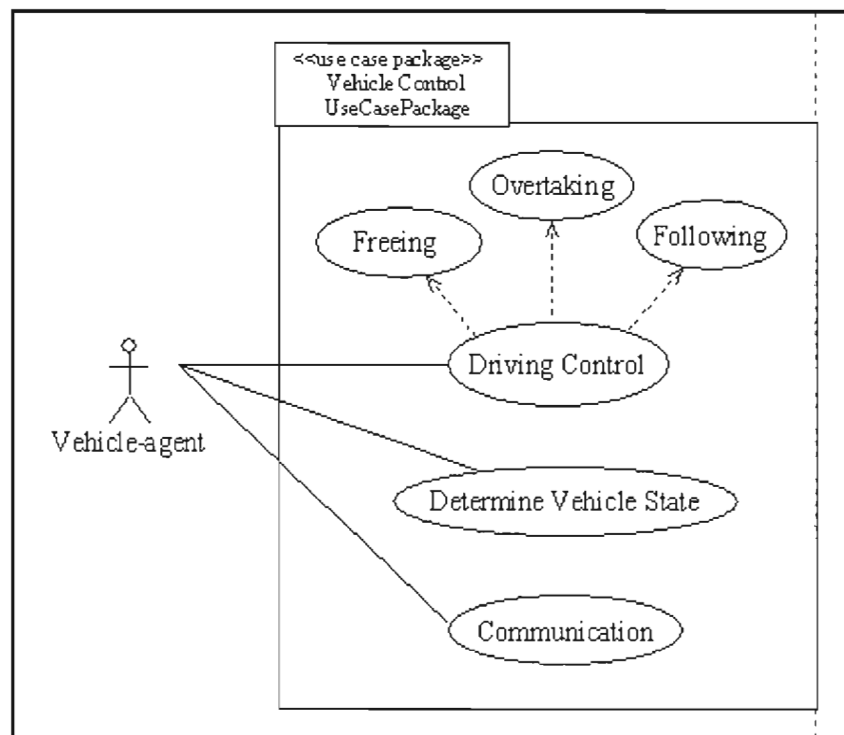 <<use case package>>
Vehicle Control
UseCasePackage
Overtaking
Freeing
Following
Driving Control
Vehicle-agent
Determine Vehicle State
Communication